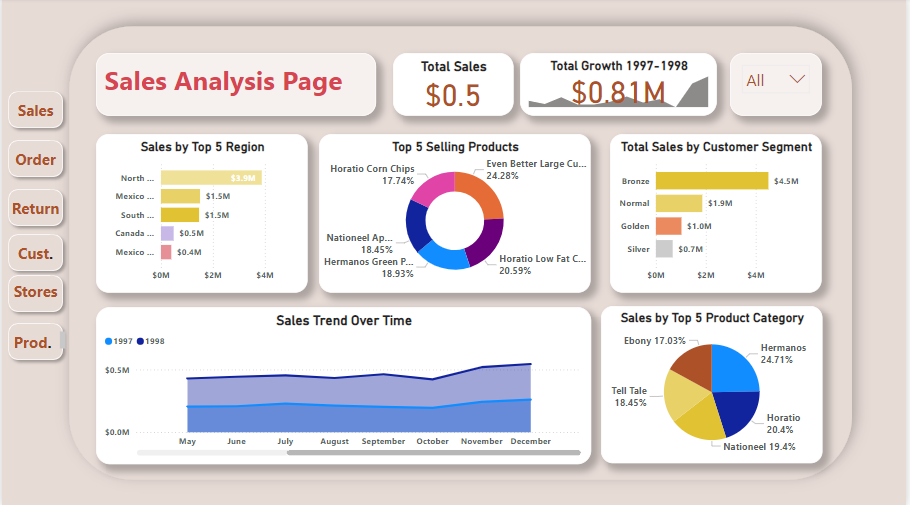 Sales Analysis Page
Total Sales
$0.5
Total Growth 1997-1998
$0.81M
All
Sales
Order
Return
Cust.
Stores
Prod.
Sales by Top 5 Region
North ...
$3.9M
Mexico ...
$1.5M
South ...
$1.5M
Canada ...
$0.5M
Mexico ...
$0.4M
$0M
$2M
$4M
Top 5 Selling Products
Even Better Large Cu...
24.28%
Horatio Low Fat C...
20.59%
Hermanos Green P...
18.93%
Nationeel Ap...
18.45%
Horatio Corn Chips
17.74%
Total Sales by Customer Segment
Bronze
$4.5M
Normal
$1.9M
Golden
$1.0M
Silver
$0.7M
$0M
$2M
$4M
Sales Trend Over Time
1997
1998
$0.5M
$0.0M
May
June
July
August
September
October
November
December
Sales by Top 5 Product Category
Hermanos
24.71%
Horatio
20.4%
Nationeel 19.4%
Tell Tale
18.45%
Ebony 17.03%